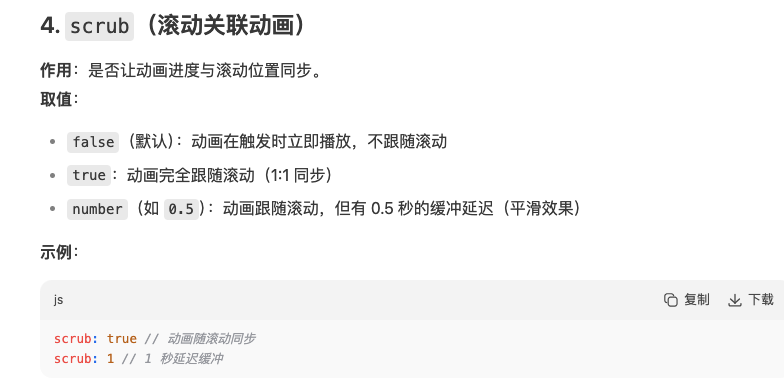 4. scrub（滚动关联动画）
作用：是否让动画进度与滚动位置同步。
取值：
false（默认）：动画在触发时立即播放，不跟随滚动
true：动画完全跟随滚动（1:1 同步）
number（如 0.5）：动画跟随滚动，但有 0.5 秒的缓冲延迟（平滑效果）
示例：
js 复制 下载
scrub: true // 动画随滚动同步
scrub: 1 // 1 秒延迟缓冲